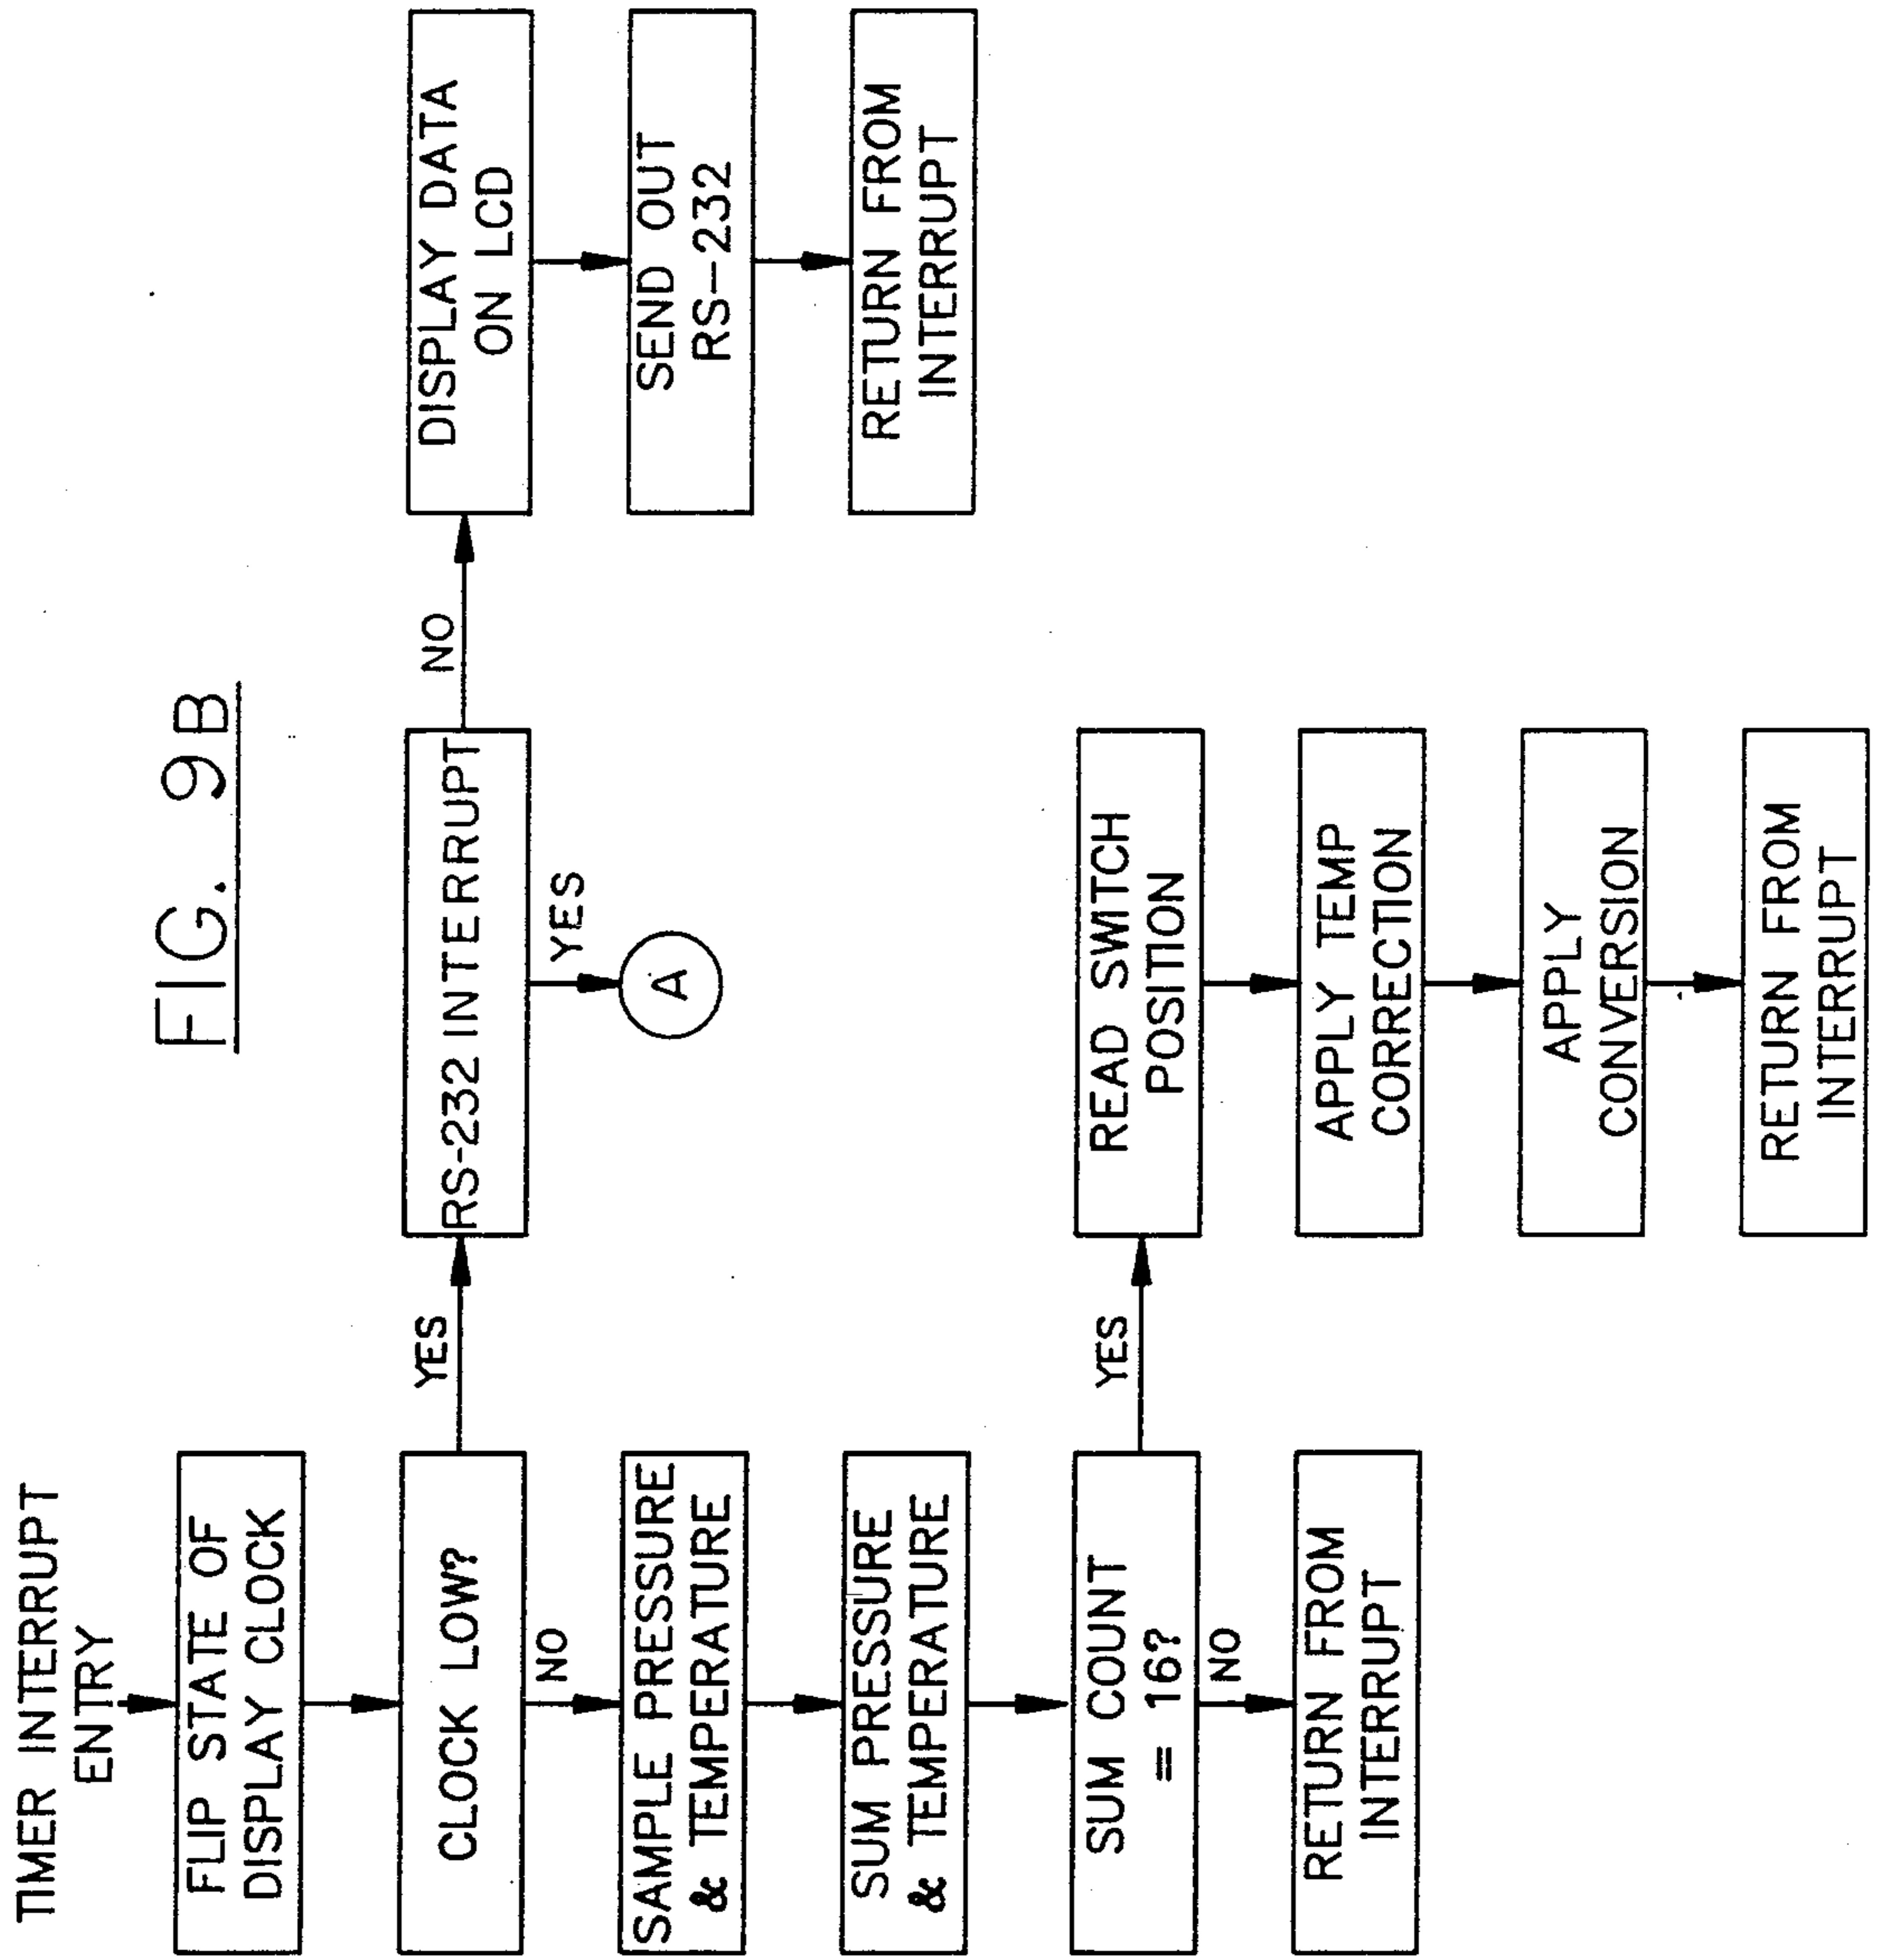 FIG. 9B
TIMER INTERRUPT
ENTRY
FLIP STATE OF
DISPLAY CLOCK
CLOCK LOW?
YES
NO
RS-232 INTERRUPT
NO
YES
A
DISPLAY DATA
ON LCD
SEND OUT
RS-232
RETURN FROM
INTERRUPT
SAMPLE PRESSURE
& TEMPERATURE
SUM PRESSURE
& TEMPERATURE
SUM COUNT
= 16?
YES
NO
RETURN FROM
INTERRUPT
READ SWITCH
POSITION
APPLY TEMP
CORRECTION
APPLY
CONVERSION
RETURN FROM
INTERRUPT